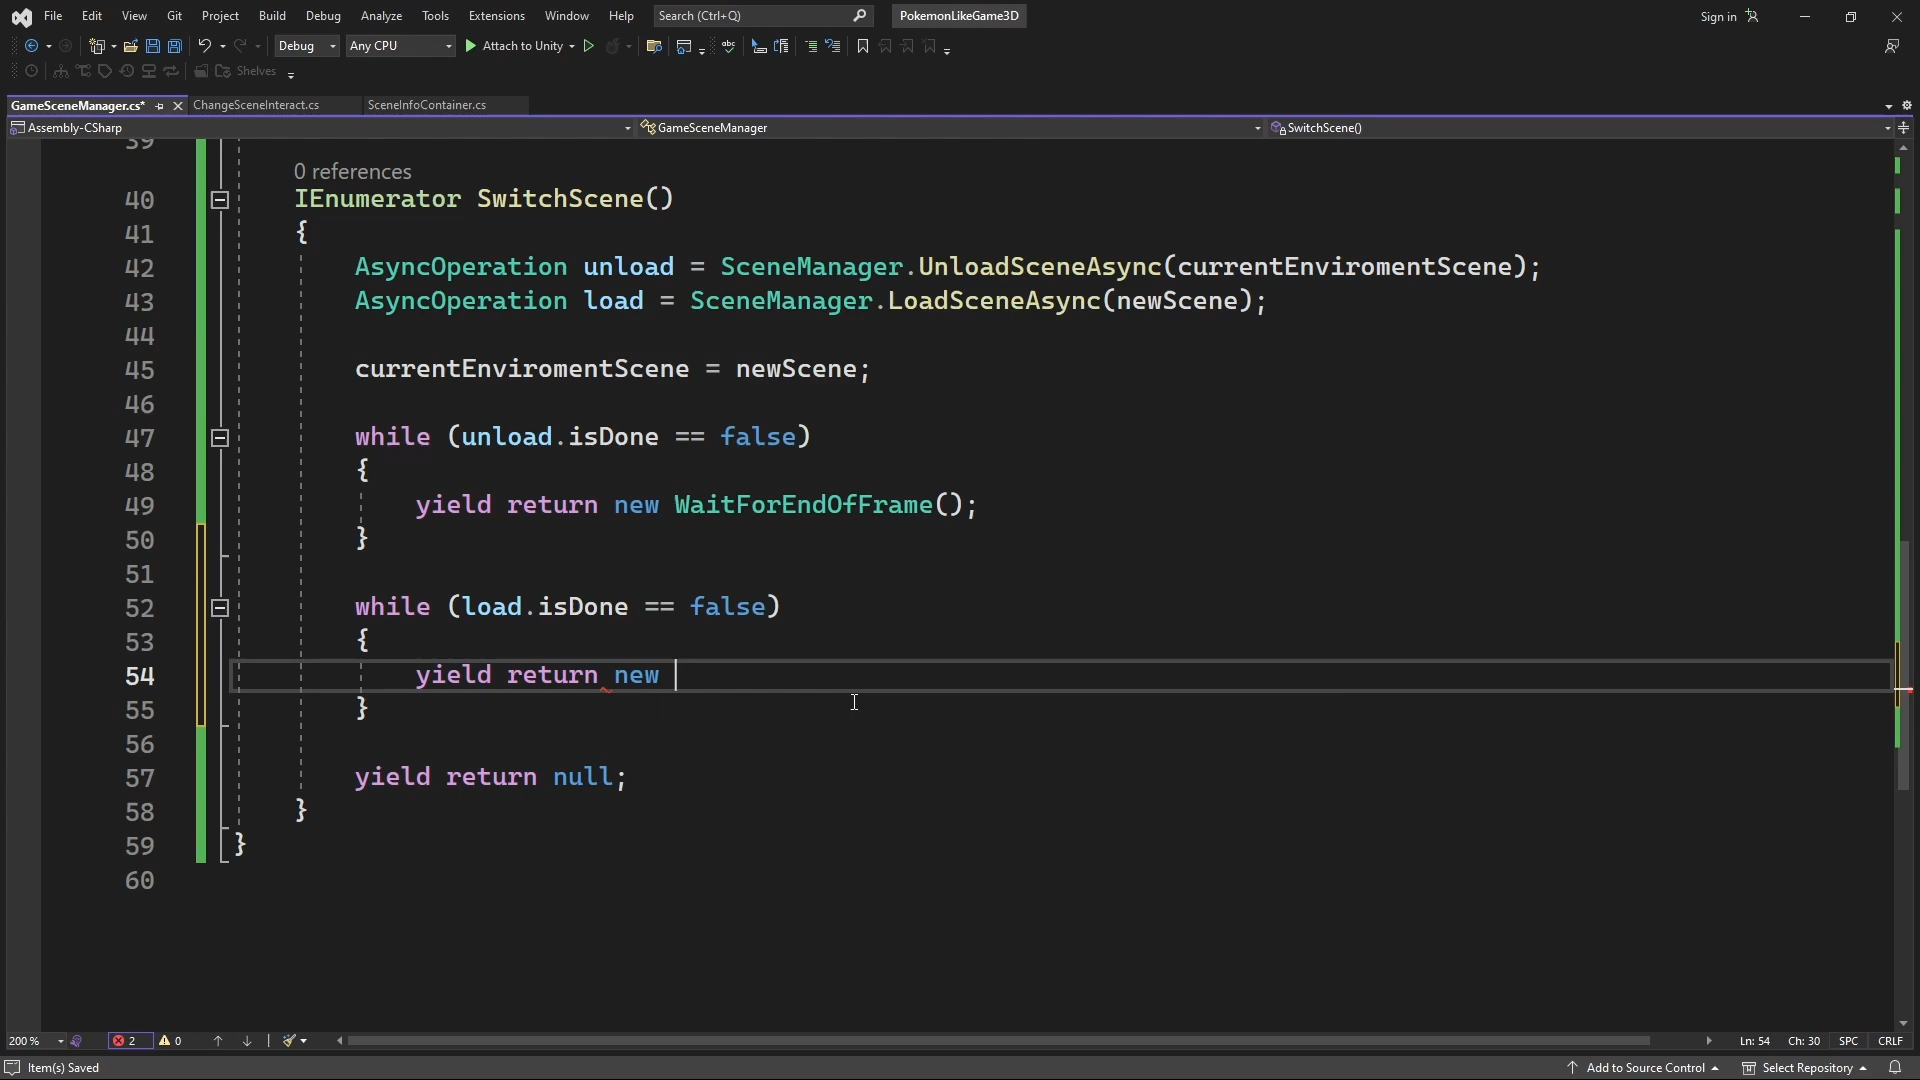 File Edit View Git Project Build Debug Analyze Tools Extensions Window Help Search (Ctrl+Q) PokemonLikeGame3D Sign in
Debug Any CPU Attach to Unity
Shelves
GameSceneManager.cs* ChangeSceneInteract.cs SceneInfoContainer.cs
Assembly-CSharp GameSceneManager SwitchScene()
39
0 references
40 IEnumerator SwitchScene()
41 {
42 AsyncOperation unload = SceneManager.UnloadSceneAsync(currentEnviromentScene);
43 AsyncOperation load = SceneManager.LoadSceneAsync(newScene);
44
45 currentEnviromentScene = newScene;
46
47 while (unload.isDone == false)
48 {
49 yield return new WaitForEndOfFrame();
50 }
51
52 while (load.isDone == false)
53 {
54 yield return new
55 }
56
57 yield return null;
58 }
59 }
60
200 % 2 0 Ln: 54 Ch: 30 SPC CRLF
Item(s) Saved Add to Source Control Select Repository